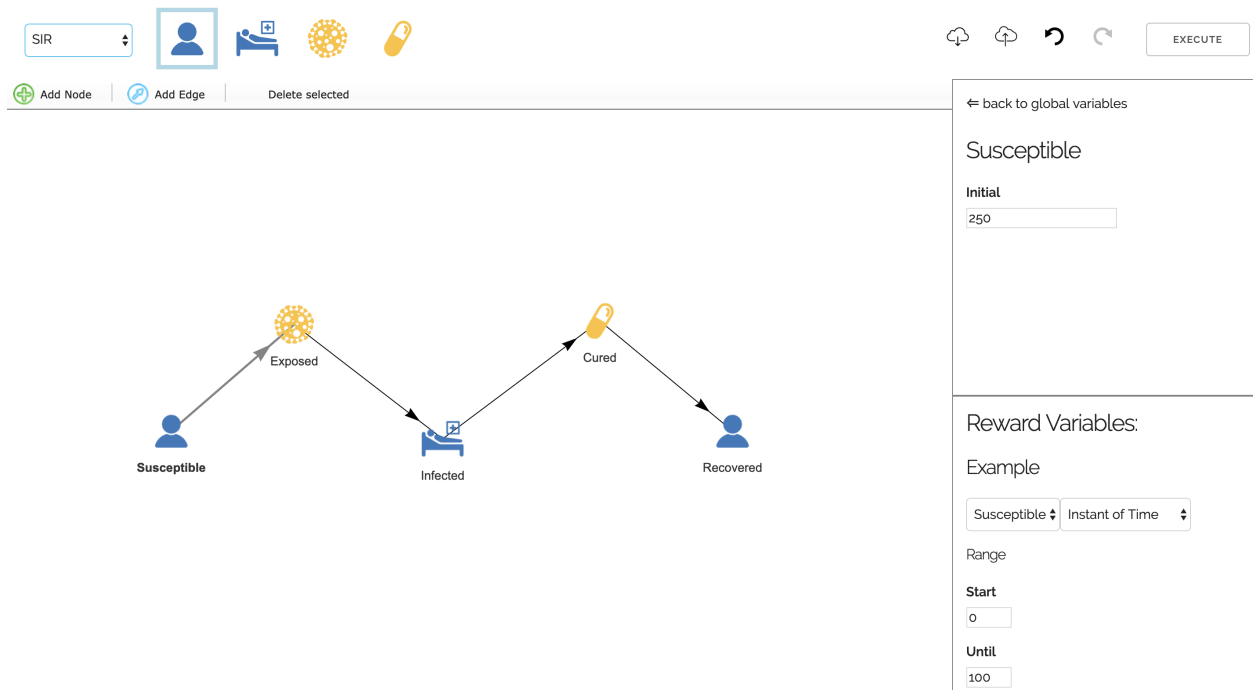 SIR
EXECUTE
Add Node
Add Edge
Delete selected
⇐ back to global variables
Susceptible
Initial
250
Exposed
Cured
Susceptible
Infected
Recovered
Reward Variables:
Example
Susceptible Instant of Time
Range
Start
0
Until
100